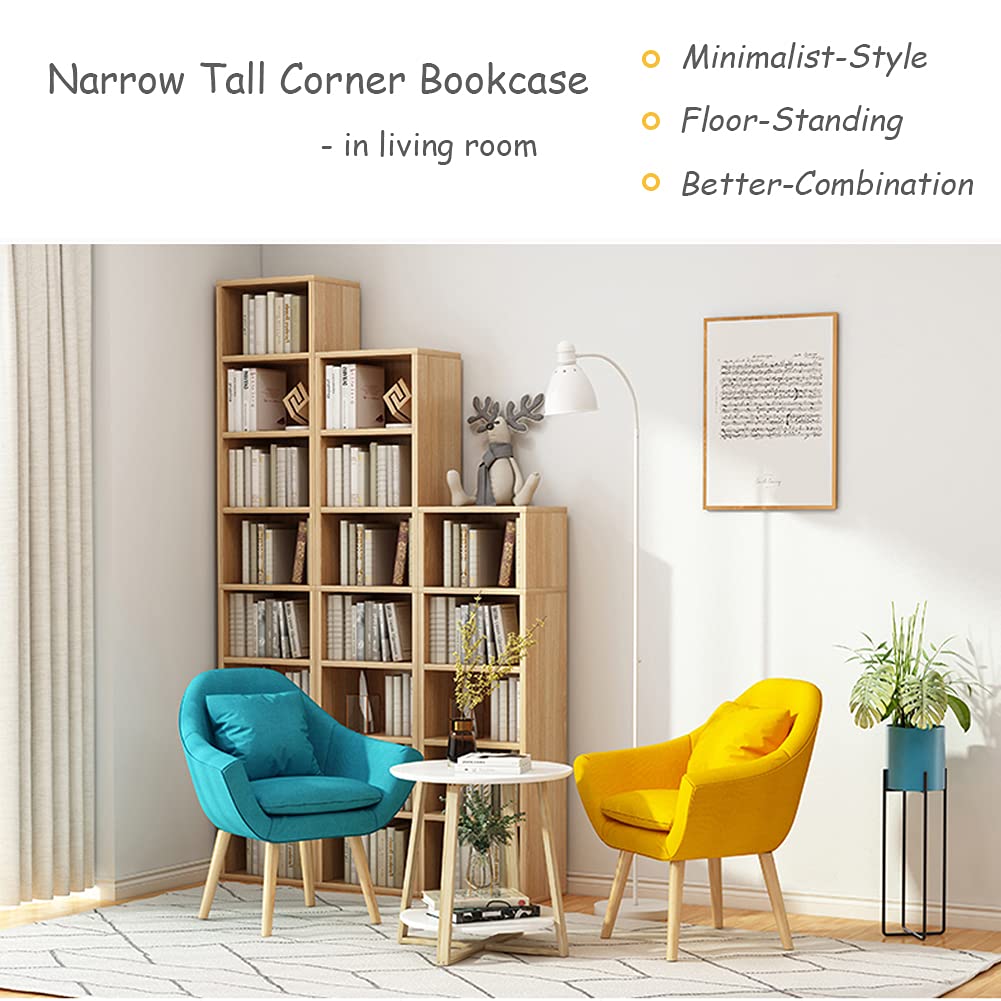 Narrow Tall Corner Bookcase
- in living room
Minimalist-Style
Floor-Standing
Better-Combination